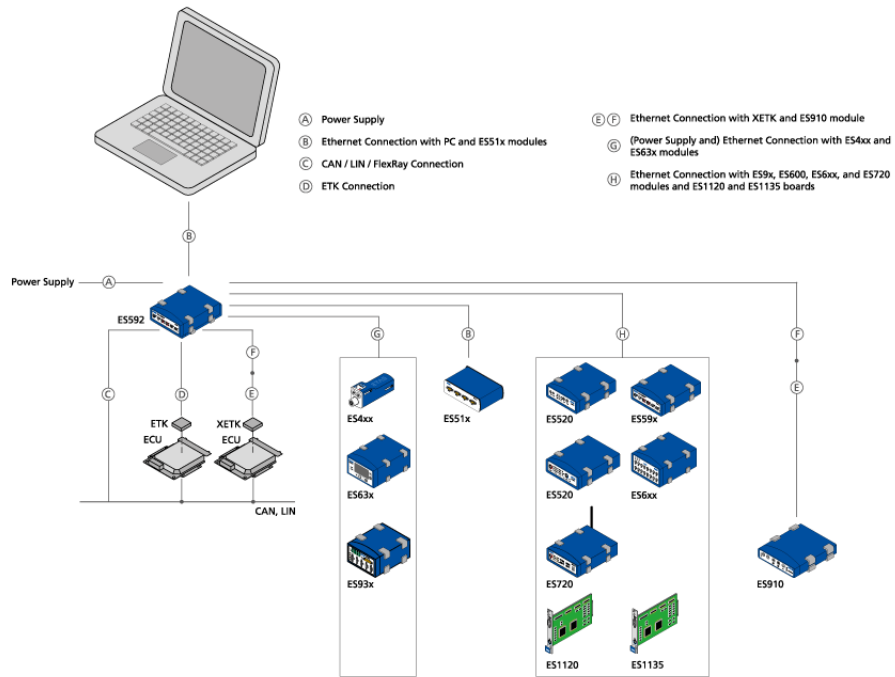 A Power Supply
B Ethernet Connection with PC and ES51x modules
C CAN / LIN / FlexRay Connection
D ETK Connection
E F Ethernet Connection with XETK and ES910 module
G (Power Supply and) Ethernet Connection with ES4xx and
ES63x modules
H Ethernet Connection with ES9x, ES600, ES6xx, and ES720
modules and ES1120 and ES1135 boards
B
Power Supply
A
ES592
G
B
H
F
F
C
D
E
E
ETK
XETK
ECU
ECU
CAN, LIN
ES4xx
ES51x
ES520
ES59x
ES63x
ES520
ES6xx
ES93x
ES720
ES910
ES1120
ES1135